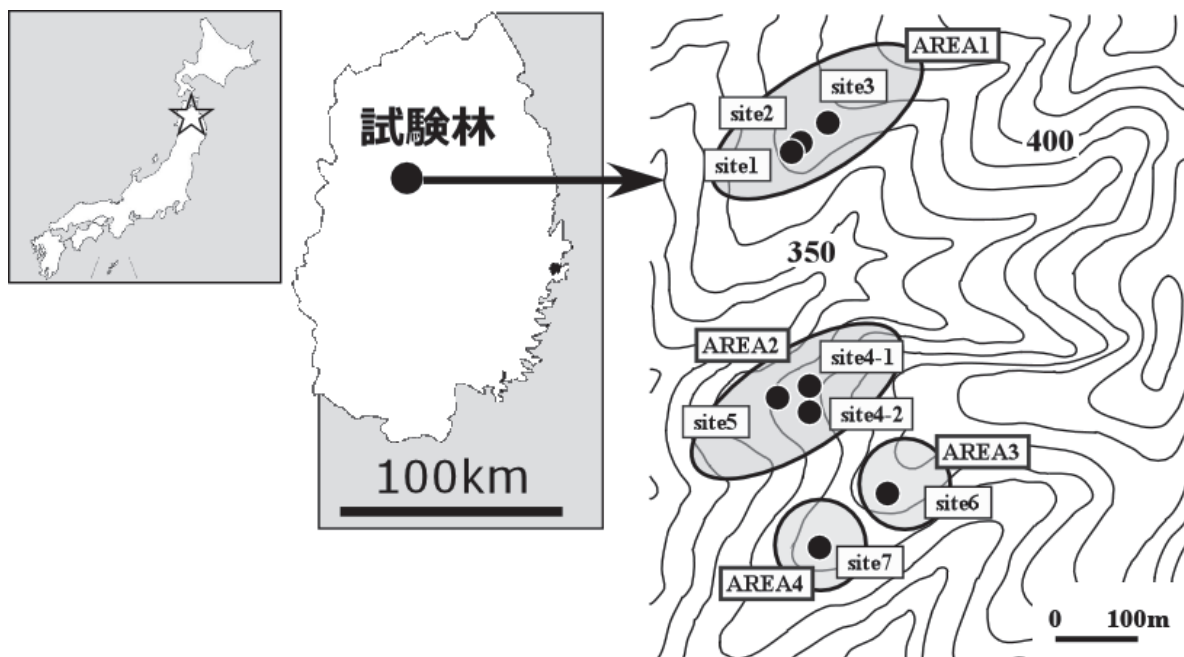 試験林
100km
AREA1
site3
site2
site1
400
350
AREA2
site4-1
site5
site4-2
AREA3
site6
site7
AREA4
0 100m